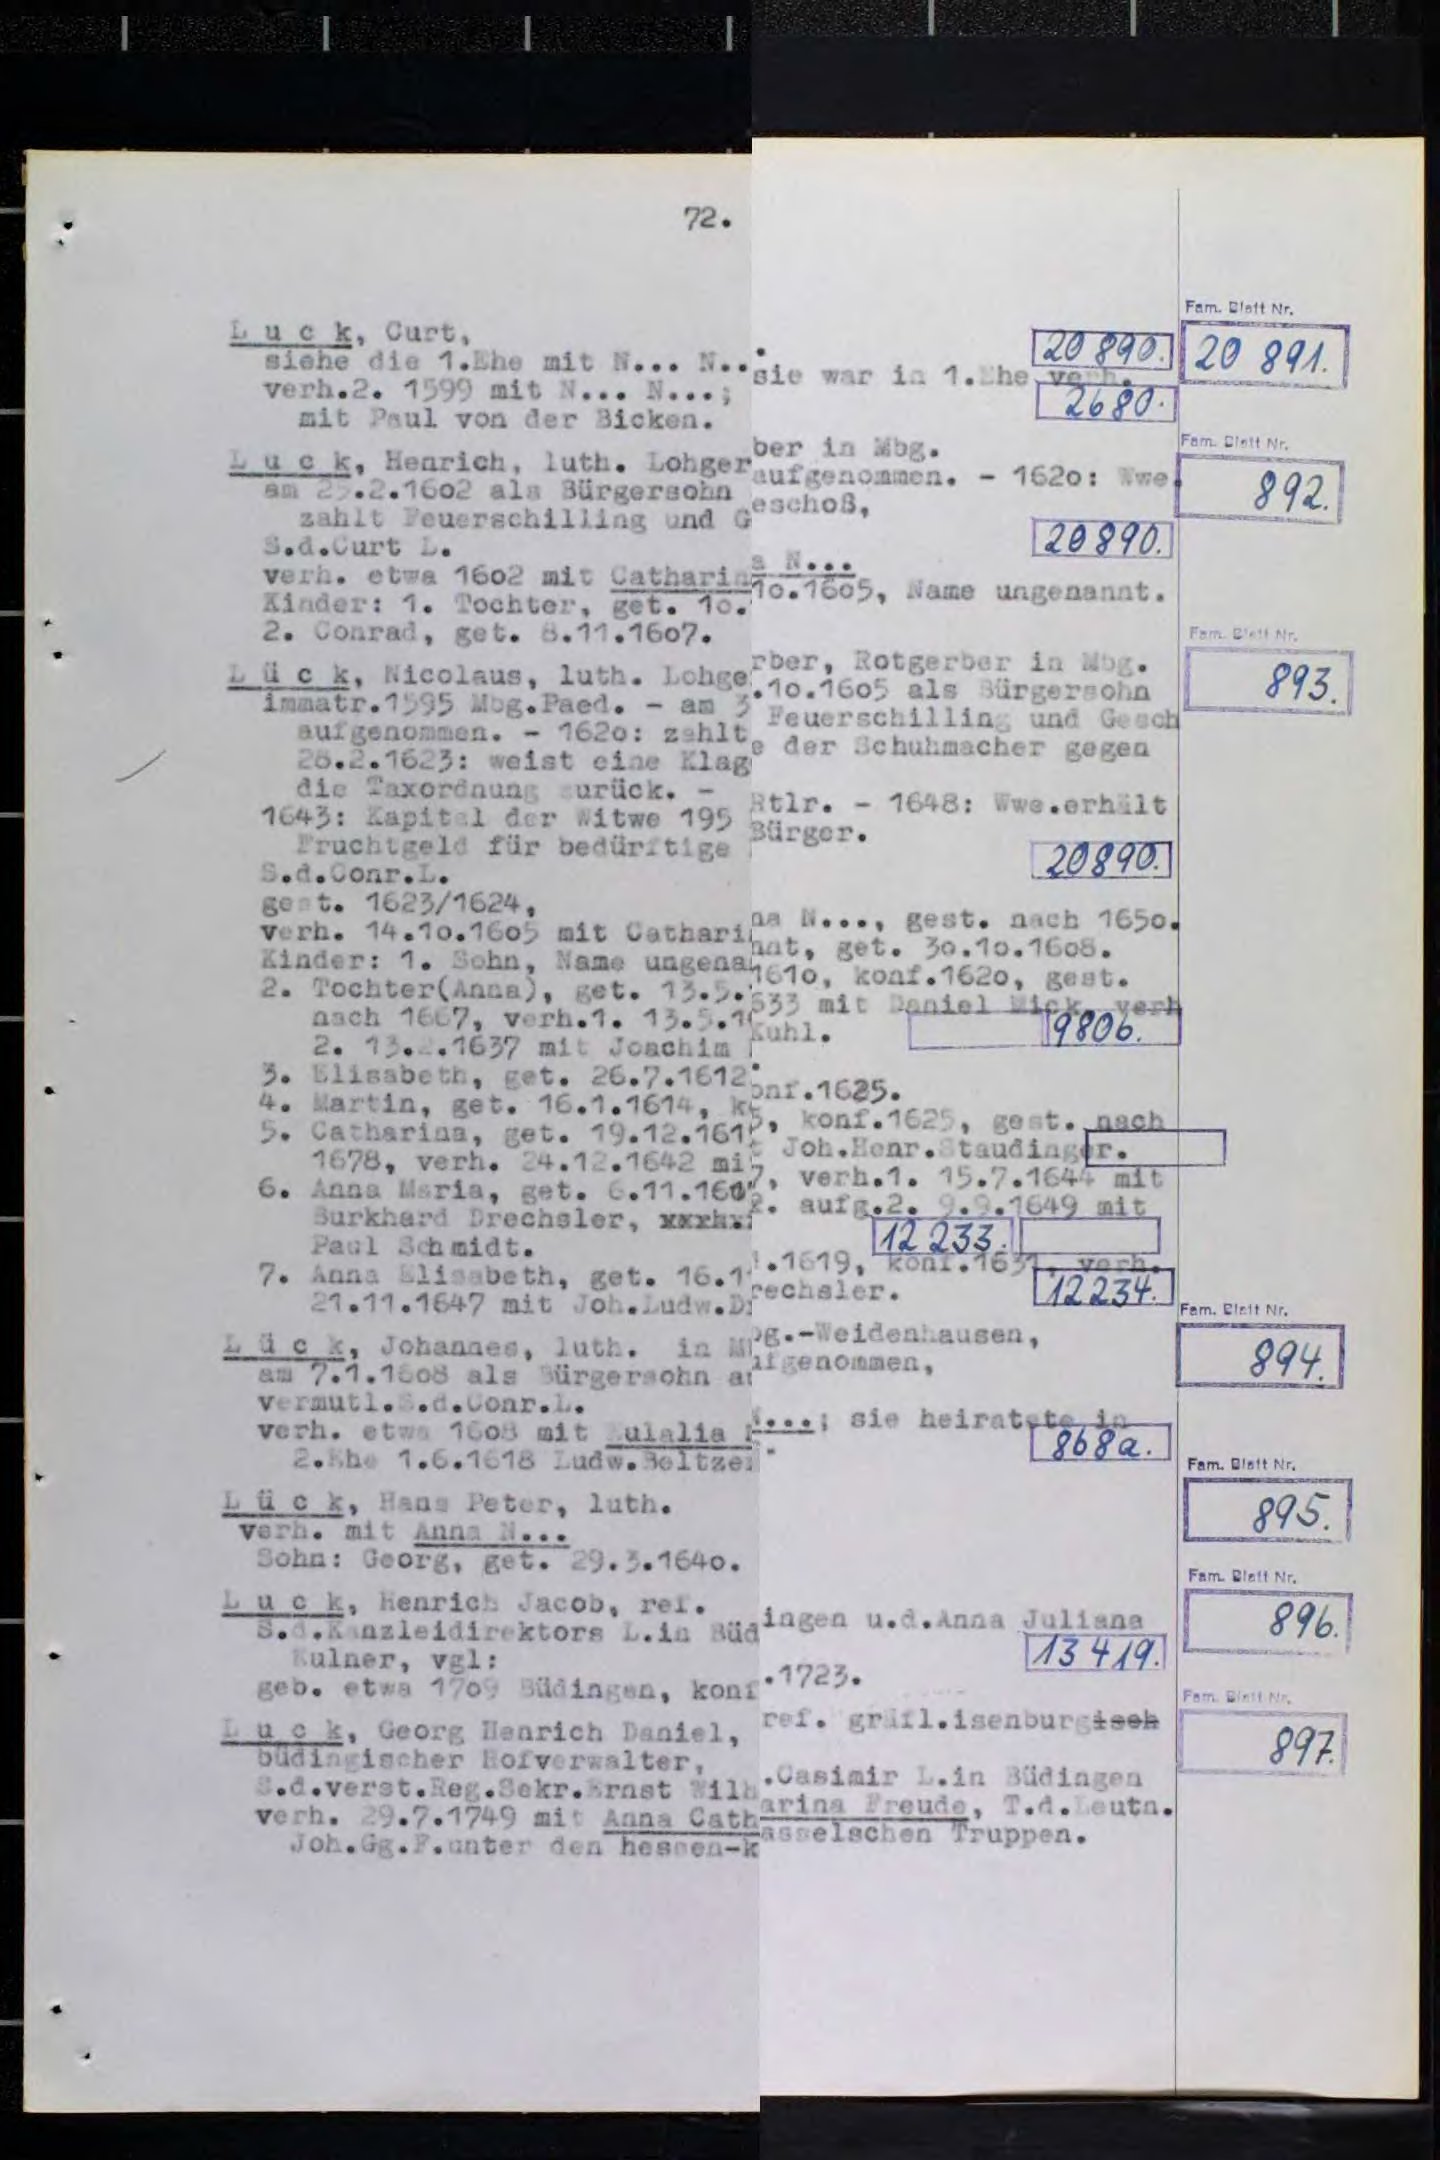 72.
Fam. Blatt Nr.
L u c k, Curt,
20 891.
siehe die 1.Ehe mit N... N... 20 890.
verh.2. 1599 mit N... N...; sie war in 1.Ehe verh.
mit Paul von der Bicken. 2680.
Fam. Blatt Nr.
L u c k, Henrich, luth. Lohgerber in Mbg.
892.
am .2.1602 als Bürgersohn aufgenommen. - 1620: Wwe.
zahlt Feuerschilling und Geschoß,
S.d.Curt L. 20890.
verh. etwa 1602 mit Catharina N...
Kinder: 1. Tochter, get. 10.10.1605, Name ungenannt.
2. Conrad, get. 8.11.1607.
Fam. Blatt Nr.
L ü c k, Nicolaus, luth. Lohgerber, Rotgerber in Mbg.
893.
immatr.1595 Mbg.Paed. - am 3.10.1605 als Bürgersohn
aufgenommen. - 1620: zahlt Feuerschilling und Gesch
28.2.1623: weist eine Klage der Schuhmacher gegen
die Taxordnung zurück. -
1643: Kapital der Witwe 195 Rtlr. - 1648: Wwe.erhält
Fruchtgeld für bedürftige Bürger.
S.d.Conr.L. 20890.
gest. 1623/1624,
verh. 14.10.1605 mit Catharina N..., gest. nach 1650.
Kinder: 1. Sohn, Name ungenannt, get. 30.10.1608.
2. Tochter(Anna), get. 13.5.1610, konf.1620, gest.
nach 1667, verh.1. 13.5.1633 mit Daniel Mick, verh
2. 13.2.1637 mit Joachim Kuhl. 9806.
3. Elisabeth, get. 26.7.1612.
4. Martin, get. 16.1.1614, konf.1625.
5. Catharina, get. 19.12.1615, konf.1625, gest. nach
1678, verh. 24.12.1642 mit Joh.Henr.Staudinger.
6. Anna Maria, get. 6.11.1617, verh.1. 15.7.1644 mit
Burkhard Drechsler, 2. aufg.2. 9.9.1649 mit
Paul Schmidt. 12 233.
7. Anna Elisabeth, get. 16.11.1619, konf.1631, verh.
21.11.1647 mit Joh.Ludw.Drechsler. 12234.
Fam. Blatt Nr.
L ü c k, Johannes, luth. in Mbg.-Weidenhausen,
894.
am 7.1.1608 als Bürgersohn aufgenommen,
vermutl.S.d.Conr.L.
verh. etwa 1608 mit Eulalia N...; sie heiratete in
2.Ehe 1.6.1618 Ludw.Beltzer. 868a.
Fam. Blatt Nr.
L ü c k, Hans Peter, luth.
895.
verh. mit Anna N...
Sohn: Georg, get. 29.3.1640.
Fam. Blatt Nr.
L u c k, Henrich Jacob, ref.
896.
S.d.Kanzleidirektors L.in Büdingen u.d.Anna Juliana
Kulner, vgl: 13 419.
geb. etwa 1709 Büdingen, konf.1723.
Fam. Blatt Nr.
L u c k, Georg Henrich Daniel, ref. gräfl.isenburgisch
897.
büdingischer Hofverwalter,
S.d.verst.Reg.Sekr.Ernst Wilh.Casimir L.in Büdingen
verh. 29.7.1749 mit Anna Catharina Freude, T.d.Leutn.
Joh.Gg.F.unter den hessen-kasselschen Truppen.